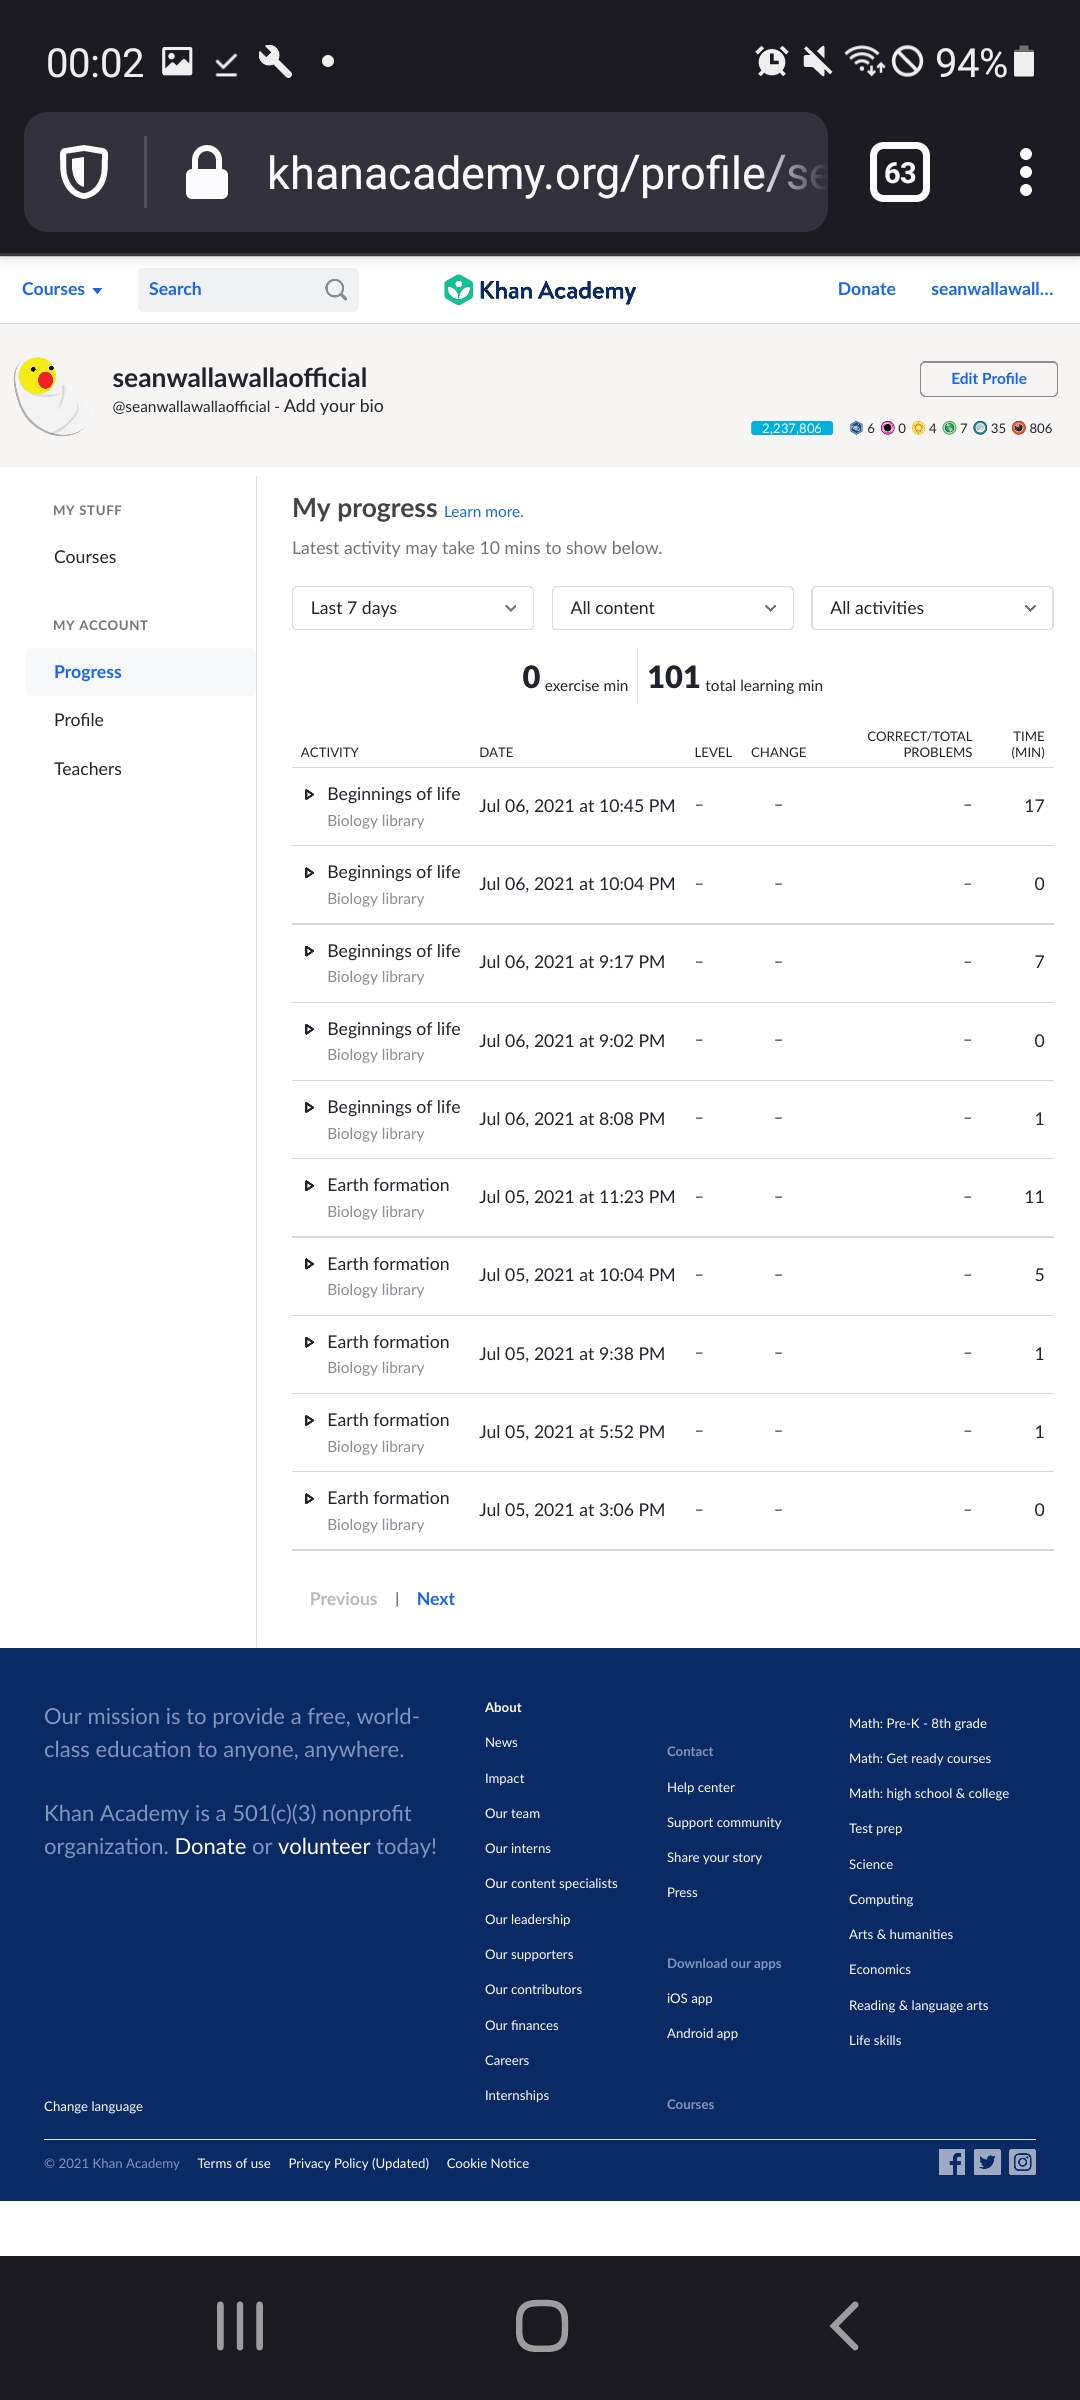 00:02 94%
khanacademy.org/profile/se
63
Courses Search Khan Academy Donate seanwallawall...
seanwallawallaofficial
@seanwallawallaofficial - Add your bio
Edit Profile
2,237,806 6 0 4 7 35 806
MY STUFF
Courses
MY ACCOUNT
Progress
Profile
Teachers
My progress Learn more.
Latest activity may take 10 mins to show below.
Last 7 days All content All activities
0 exercise min 101 total learning min
ACTIVITY DATE LEVEL CHANGE CORRECT/TOTAL PROBLEMS TIME (MIN)
Beginnings of life Jul 06, 2021 at 10:45 PM – – – 17
Biology library
Beginnings of life Jul 06, 2021 at 10:04 PM – – – 0
Biology library
Beginnings of life Jul 06, 2021 at 9:17 PM – – – 7
Biology library
Beginnings of life Jul 06, 2021 at 9:02 PM – – – 0
Biology library
Beginnings of life Jul 06, 2021 at 8:08 PM – – – 1
Biology library
Earth formation Jul 05, 2021 at 11:23 PM – – – 11
Biology library
Earth formation Jul 05, 2021 at 10:04 PM – – – 5
Biology library
Earth formation Jul 05, 2021 at 9:38 PM – – – 1
Biology library
Earth formation Jul 05, 2021 at 5:52 PM – – – 1
Biology library
Earth formation Jul 05, 2021 at 3:06 PM – – – 0
Biology library
Previous | Next
Our mission is to provide a free, world-
class education to anyone, anywhere.
Khan Academy is a 501(c)(3) nonprofit
organization. Donate or volunteer today!
About
News
Impact
Our team
Our interns
Our content specialists
Our leadership
Our supporters
Our contributors
Our finances
Careers
Internships
Contact
Help center
Support community
Share your story
Press
Download our apps
iOS app
Android app
Courses
Math: Pre-K - 8th grade
Math: Get ready courses
Math: high school & college
Test prep
Science
Computing
Arts & humanities
Economics
Reading & language arts
Life skills
Change language
© 2021 Khan Academy Terms of use Privacy Policy (Updated) Cookie Notice